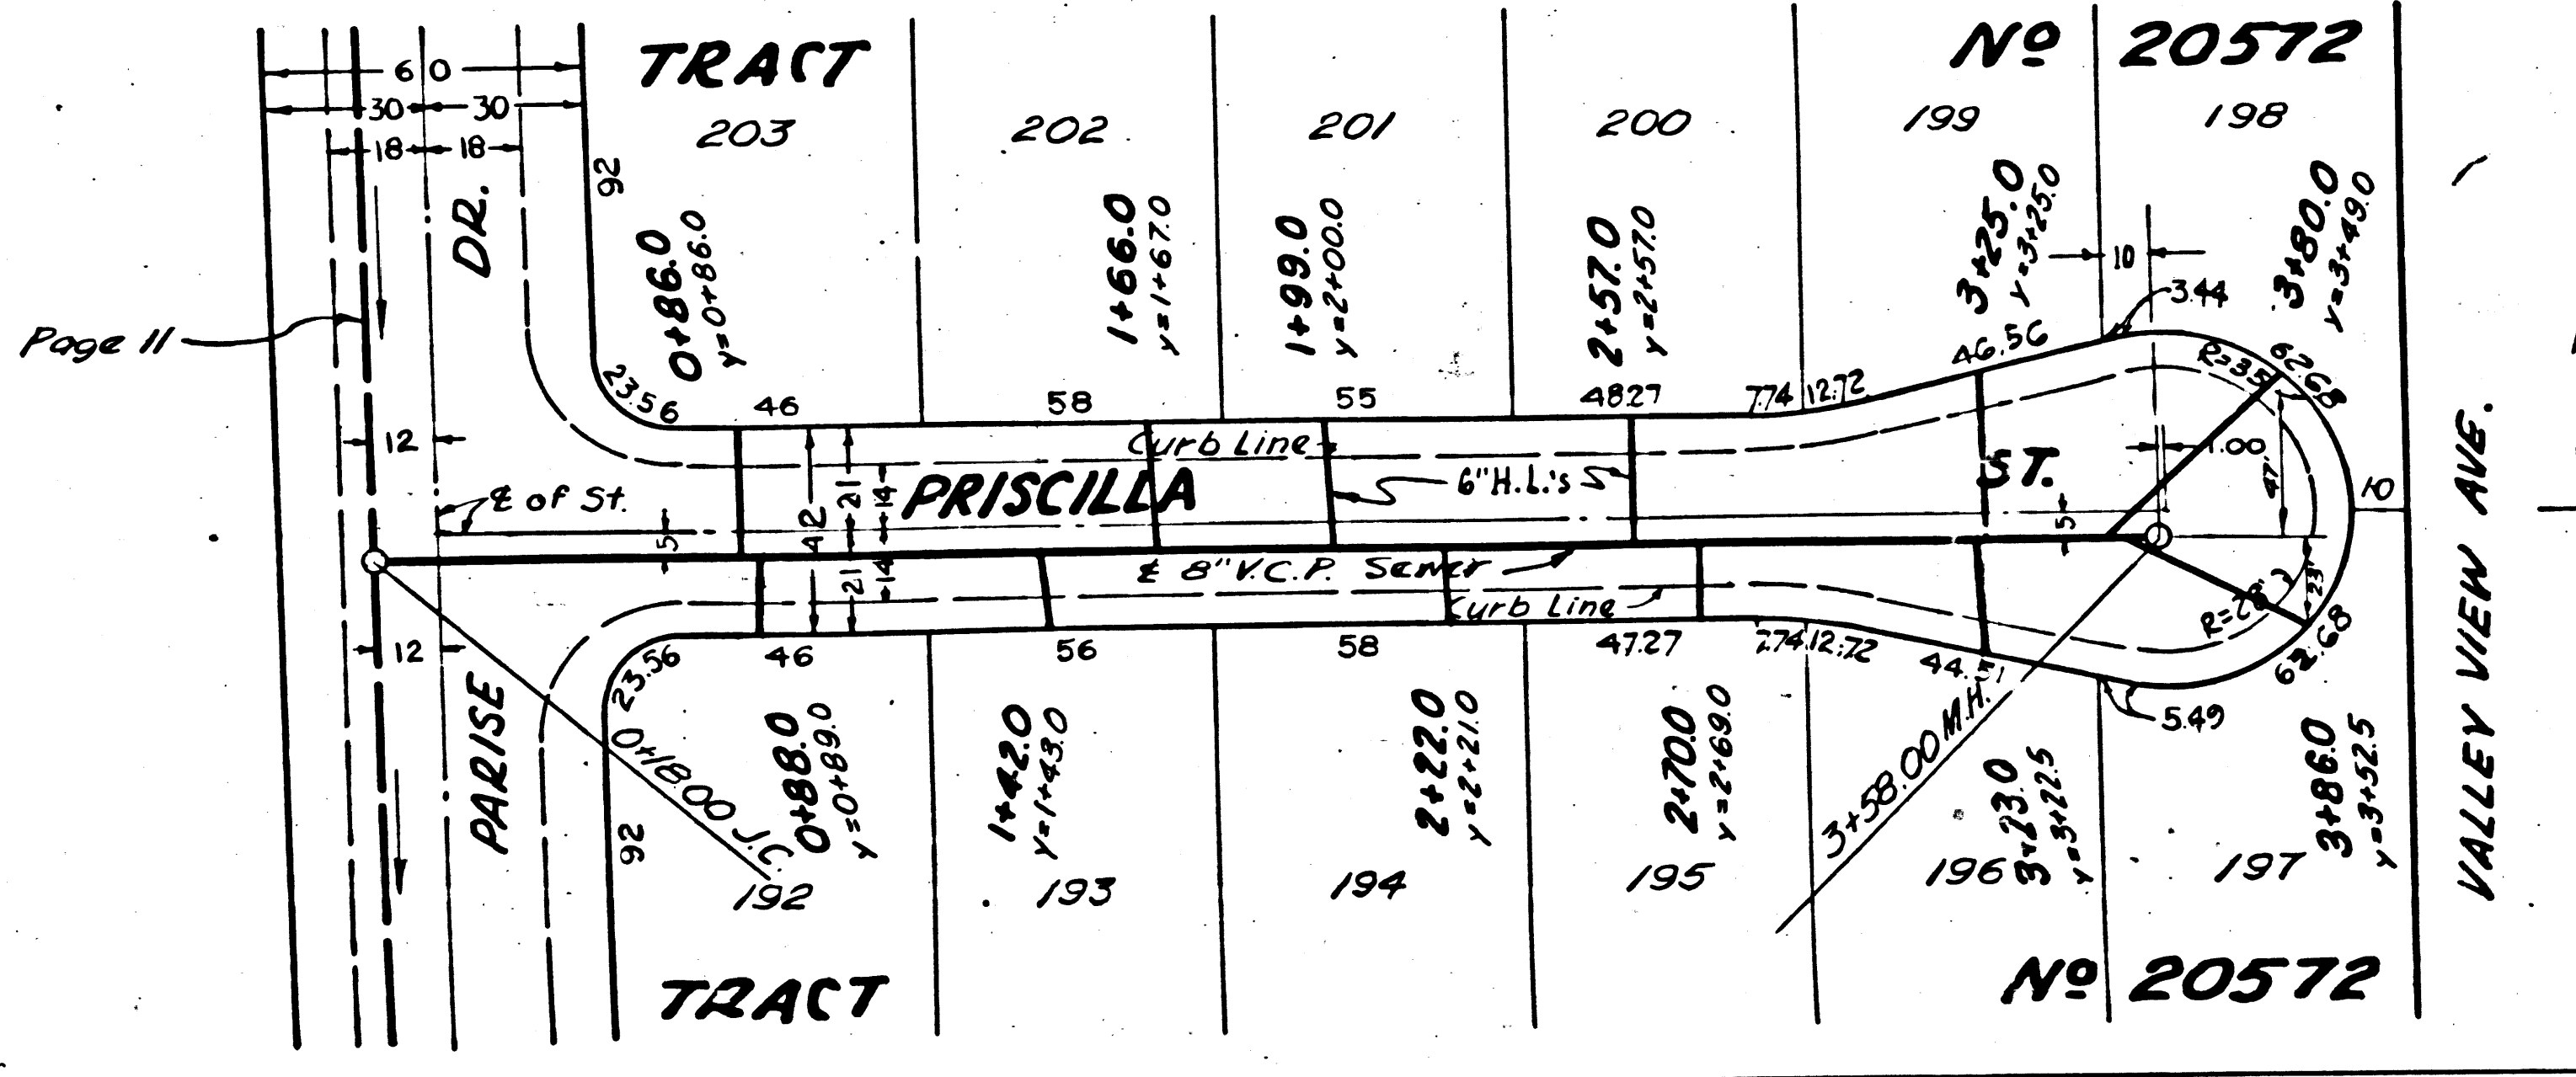 TRACT
Nº 20572
60
30 30
18 18
203
202
201
200
199
198
92
DR.
0+86.0
y=0+86.0
1+66.0
y=1+67.0
1+99.0
y=2+00.0
2+57.0
y=2+57.0
3+25.0
y=3+25.0
3+80.0
y=3+49.0
10
3.44
Page 11
23.56
46
58
55
48.27
7.74
12.72
46.56
R=35
62.68
12
Curb Line
1.00
47'
10
℄ of St.
5
42
21
14
PRISCILLA
6" H.L.'s
ST.
5
21
14
℄ 8" V.C.P. Sewer
Curb Line
R=28'
23'
62.68
12
23.56
46
56
58
47.27
7.74
12.72
5.49
PARISE
92
0+18.00 J.C.
0+88.0
y=0+89.0
1+42.0
y=1+43.0
2+22.0
y=2+21.0
2+70.0
y=2+69.0
3+58.00 M.H.
3+23.0
y=3+22.5
3+86.0
y=3+52.5
VALLEY VIEW AVE.
192
193
194
195
196
197
TRACT
Nº 20572